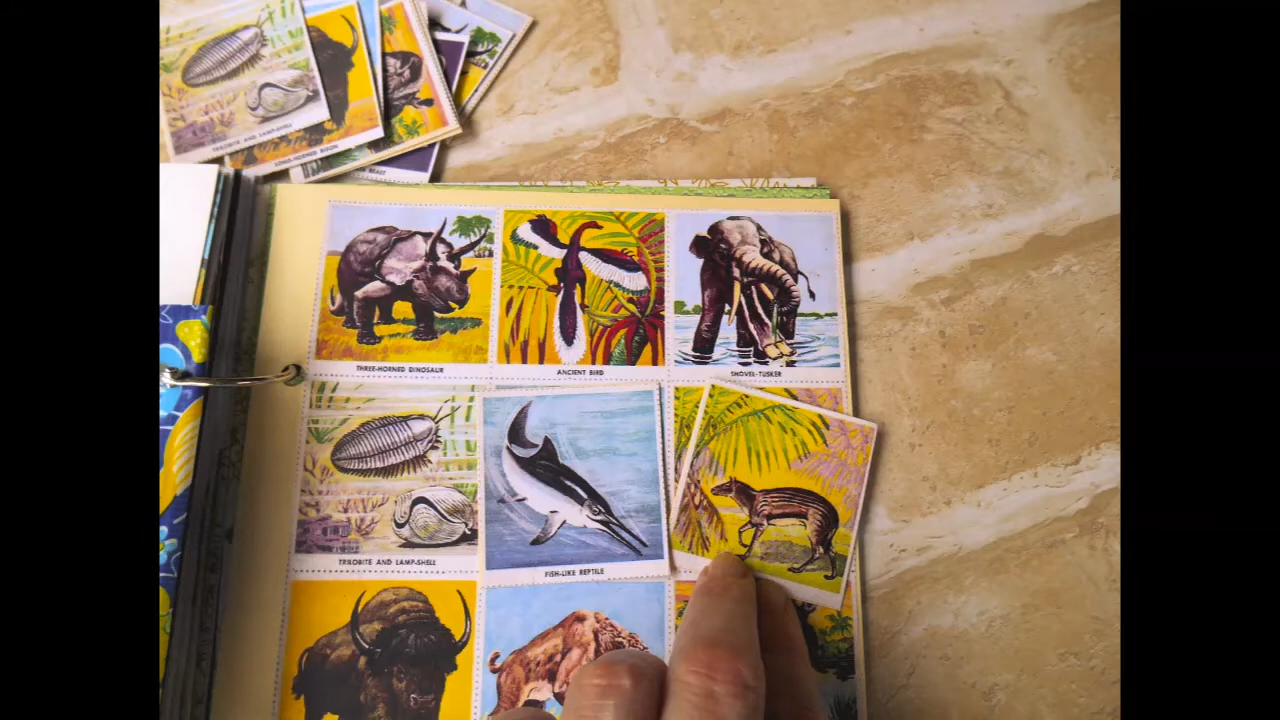 TRILOBITE AND LAMP-SHELL
LONG-HORNED BISON
BEAST
THREE-HORNED DINOSAUR
ANCIENT BIRD
SHOVEL-TUSKER
TRILOBITE AND LAMP-SHELL
FISH-LIKE REPTILE